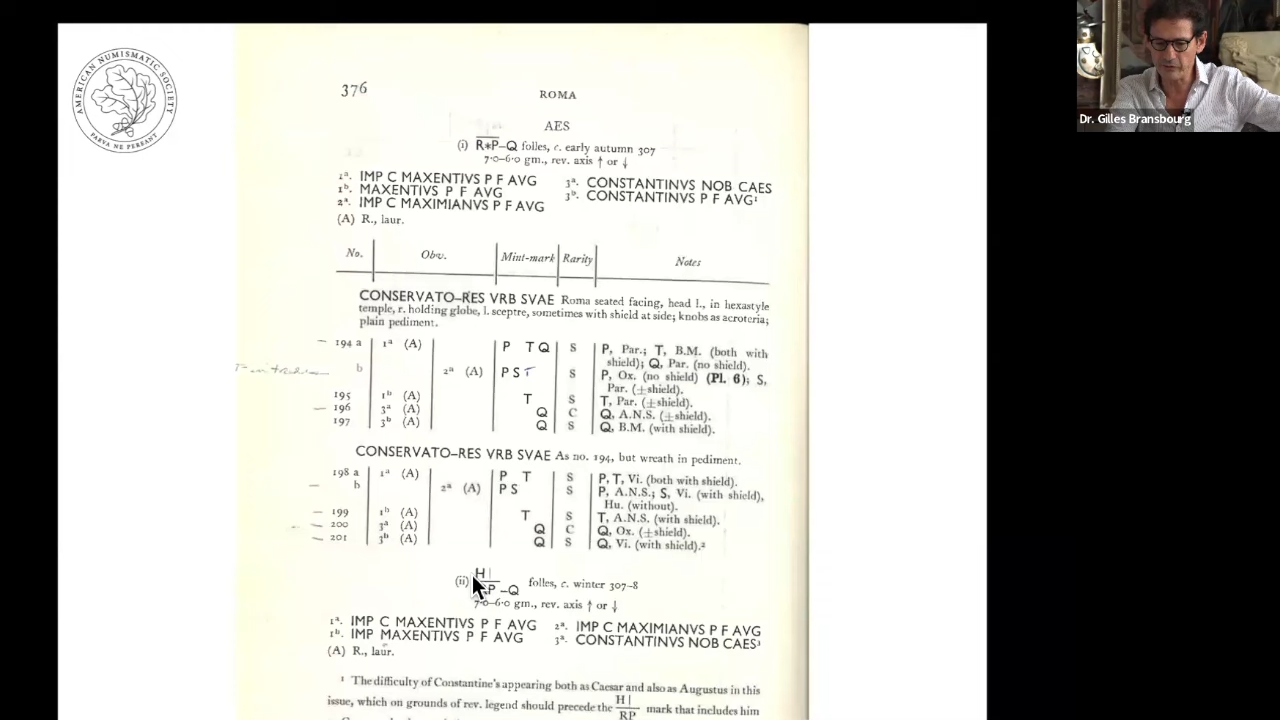 AMERICAN NUMISMATIC SOCIETY
PARVA NE PEREANT
Dr. Gilles Bransbourg
376
ROMA
AES
(i) R*P–Q folles, c. early autumn 307
7·0–6·0 gm., rev. axis ↑ or ↓
1ª. IMP C MAXENTIVS P F AVG 3ª. CONSTANTINVS NOB CAES
1ᵇ. MAXENTIVS P F AVG 3ᵇ. CONSTANTINVS P F AVG¹
2ª. IMP C MAXIMIANVS P F AVG
(A) R., laur.
No. Obv. Mint-mark Rarity Notes
CONSERVATO–RES VRB SVAE Roma seated facing, head l., in hexastyle
temple, r. holding globe, l. sceptre, sometimes with shield at side; knobs as acroteria;
plain pediment.
194 a 1ª (A) P T Q S P, Par.; T, B.M. (both with
shield); Q, Par. (no shield).
b 2ª (A) P S T S P, Ox. (no shield) (Pl. 6); S,
Par. (±shield).
195 1ᵇ (A) T S T, Par. (±shield).
196 3ª (A) Q C Q, A.N.S. (±shield).
197 3ᵇ (A) Q S Q, B.M. (with shield).
CONSERVATO–RES VRB SVAE As no. 194, but wreath in pediment.
198 a 1ª (A) P T S P, T, Vi. (both with shield).
b 2ª (A) P S S P, A.N.S.; S, Vi. (with shield),
Hu. (without).
199 1ᵇ (A) T S T, A.N.S. (with shield).
200 3ª (A) Q C Q, Ox. (±shield).
201 3ᵇ (A) Q S Q, Vi. (with shield).²
H|
(ii) P –Q folles, c. winter 307–8
7·0–6·0 gm., rev. axis ↑ or ↓
1ª. IMP C MAXENTIVS P F AVG 2ª. IMP C MAXIMIANVS P F AVG
1ᵇ. IMP MAXENTIVS P F AVG 3ª. CONSTANTINVS NOB CAES³
(A) R., laur.
¹ The difficulty of Constantine's appearing both as Caesar and also as Augustus in this
issue, which on grounds of rev. legend should precede the H| RP mark that includes him